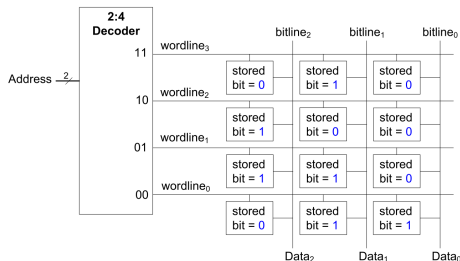 2:4
Decoder
bitline2 bitline1 bitline0
11 wordline3
Address 2
stored stored stored
bit = 0 bit = 1 bit = 0
10 wordline2
stored stored stored
bit = 1 bit = 0 bit = 0
01 wordline1
stored stored stored
bit = 1 bit = 1 bit = 0
00 wordline0
stored stored stored
bit = 0 bit = 1 bit = 1
Data2 Data1 Data0